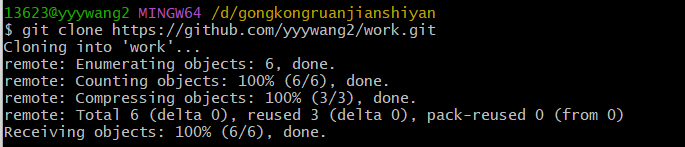 13623@yyywang2 MINGW64 /d/gongkongruanjianshiyan
$ git clone https://github.com/yyywang2/work.git
Cloning into 'work'...
remote: Enumerating objects: 6, done.
remote: Counting objects: 100% (6/6), done.
remote: Compressing objects: 100% (3/3), done.
remote: Total 6 (delta 0), reused 3 (delta 0), pack-reused 0 (from 0)
Receiving objects: 100% (6/6), done.